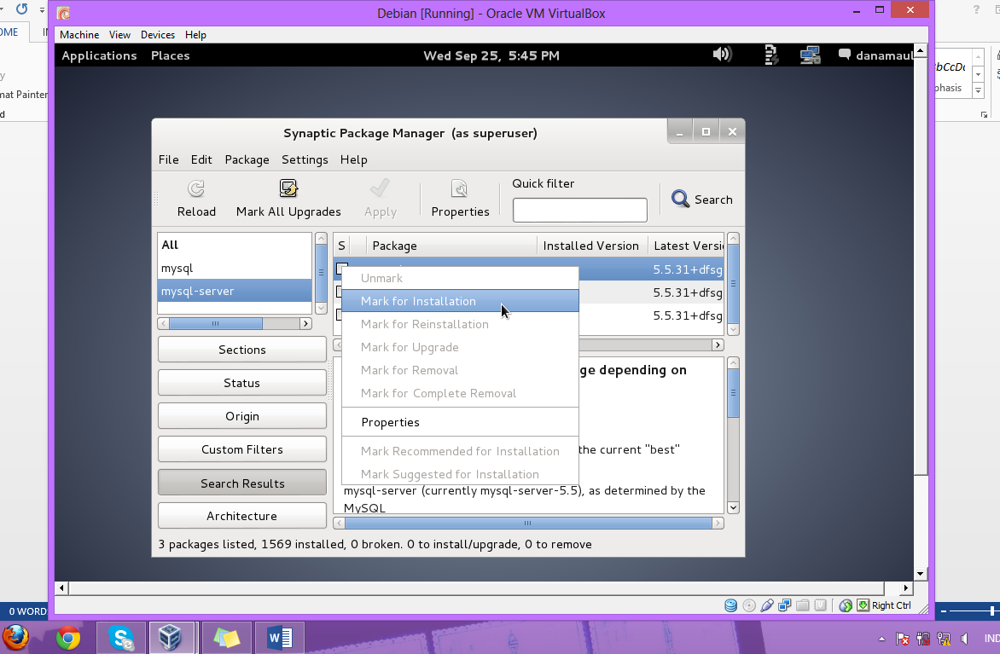 Debian [Running] - Oracle VM VirtualBox
OME
Machine View Devices Help
Applications Places Wed Sep 25, 5:45 PM danamaul
mat Painter
phasis
Synaptic Package Manager (as superuser)
File Edit Package Settings Help
Quick filter
Reload Mark All Upgrades Apply Properties Search
All
mysql
mysql-server
S Package Installed Version Latest Versi
5.5.31+dfsg
5.5.31+dfsg
5.5.31+dfsg
Unmark
Mark for Installation
Mark for Reinstallation
Mark for Upgrade
Mark for Removal
Mark for Complete Removal
Properties
Mark Recommended for Installation
Mark Suggested for Installation
Sections
Status
Origin
Custom Filters
Search Results
Architecture
ge depending on
the current "best"
mysql-server (currently mysql-server-5.5), as determined by the
MySQL
3 packages listed, 1569 installed, 0 broken. 0 to install/upgrade, 0 to remove
0 WORD
Right Ctrl
IND